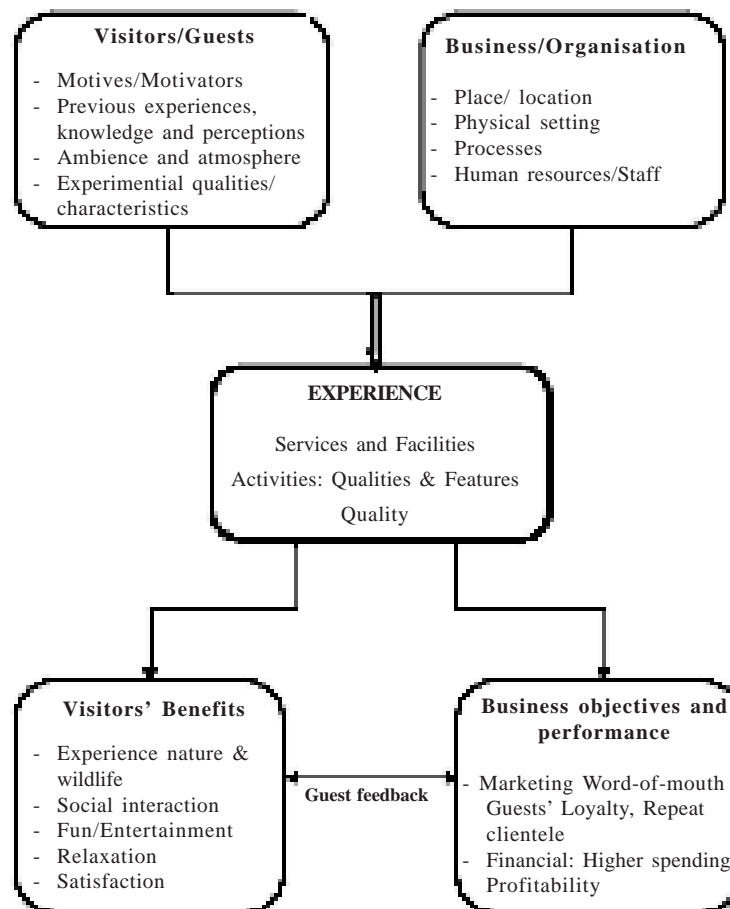 Visitors/Guests
- Motives/Motivators
- Previous experiences,
knowledge and perceptions
- Ambience and atmosphere
- Experimential qualities/
characteristics
Business/Organisation
- Place/ location
- Physical setting
- Processes
- Human resources/Staff
EXPERIENCE
Services and Facilities
Activities: Qualities & Features
Quality
Visitors' Benefits
- Experience nature &
wildlife
- Social interaction
- Fun/Entertainment
- Relaxation
- Satisfaction
Guest feedback
Business objectives and
performance
- Marketing Word-of-mouth
Guests' Loyalty, Repeat
clientele
- Financial: Higher spending
Profitability